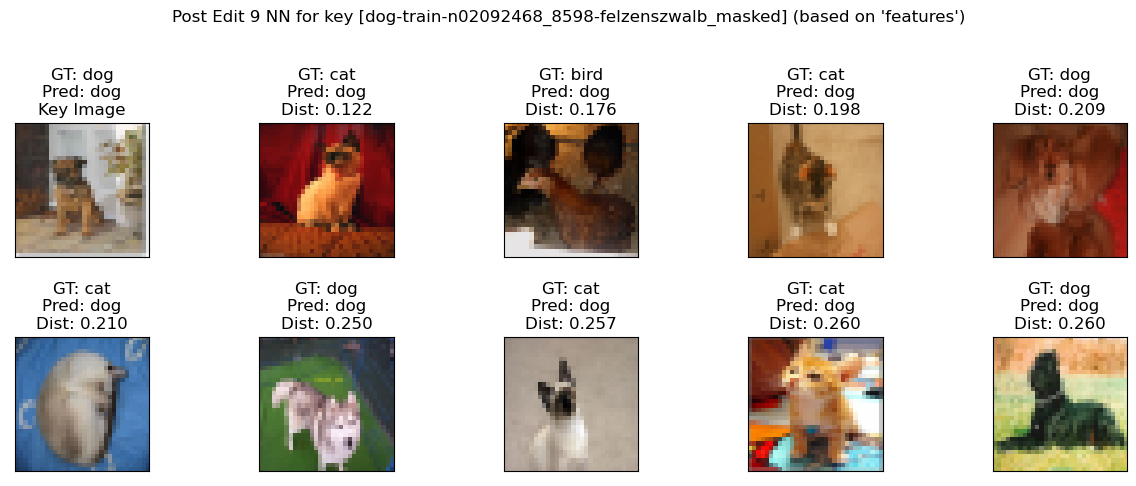 Post Edit 9 NN for key [dog-train-n02092468_8598-felzenszwalb_masked] (based on 'features')
GT: dog
Pred: dog
Key Image
GT: cat
Pred: dog
Dist: 0.122
GT: bird
Pred: dog
Dist: 0.176
GT: cat
Pred: dog
Dist: 0.198
GT: dog
Pred: dog
Dist: 0.209
GT: cat
Pred: dog
Dist: 0.210
GT: dog
Pred: dog
Dist: 0.250
GT: cat
Pred: dog
Dist: 0.257
GT: cat
Pred: dog
Dist: 0.260
GT: dog
Pred: dog
Dist: 0.260